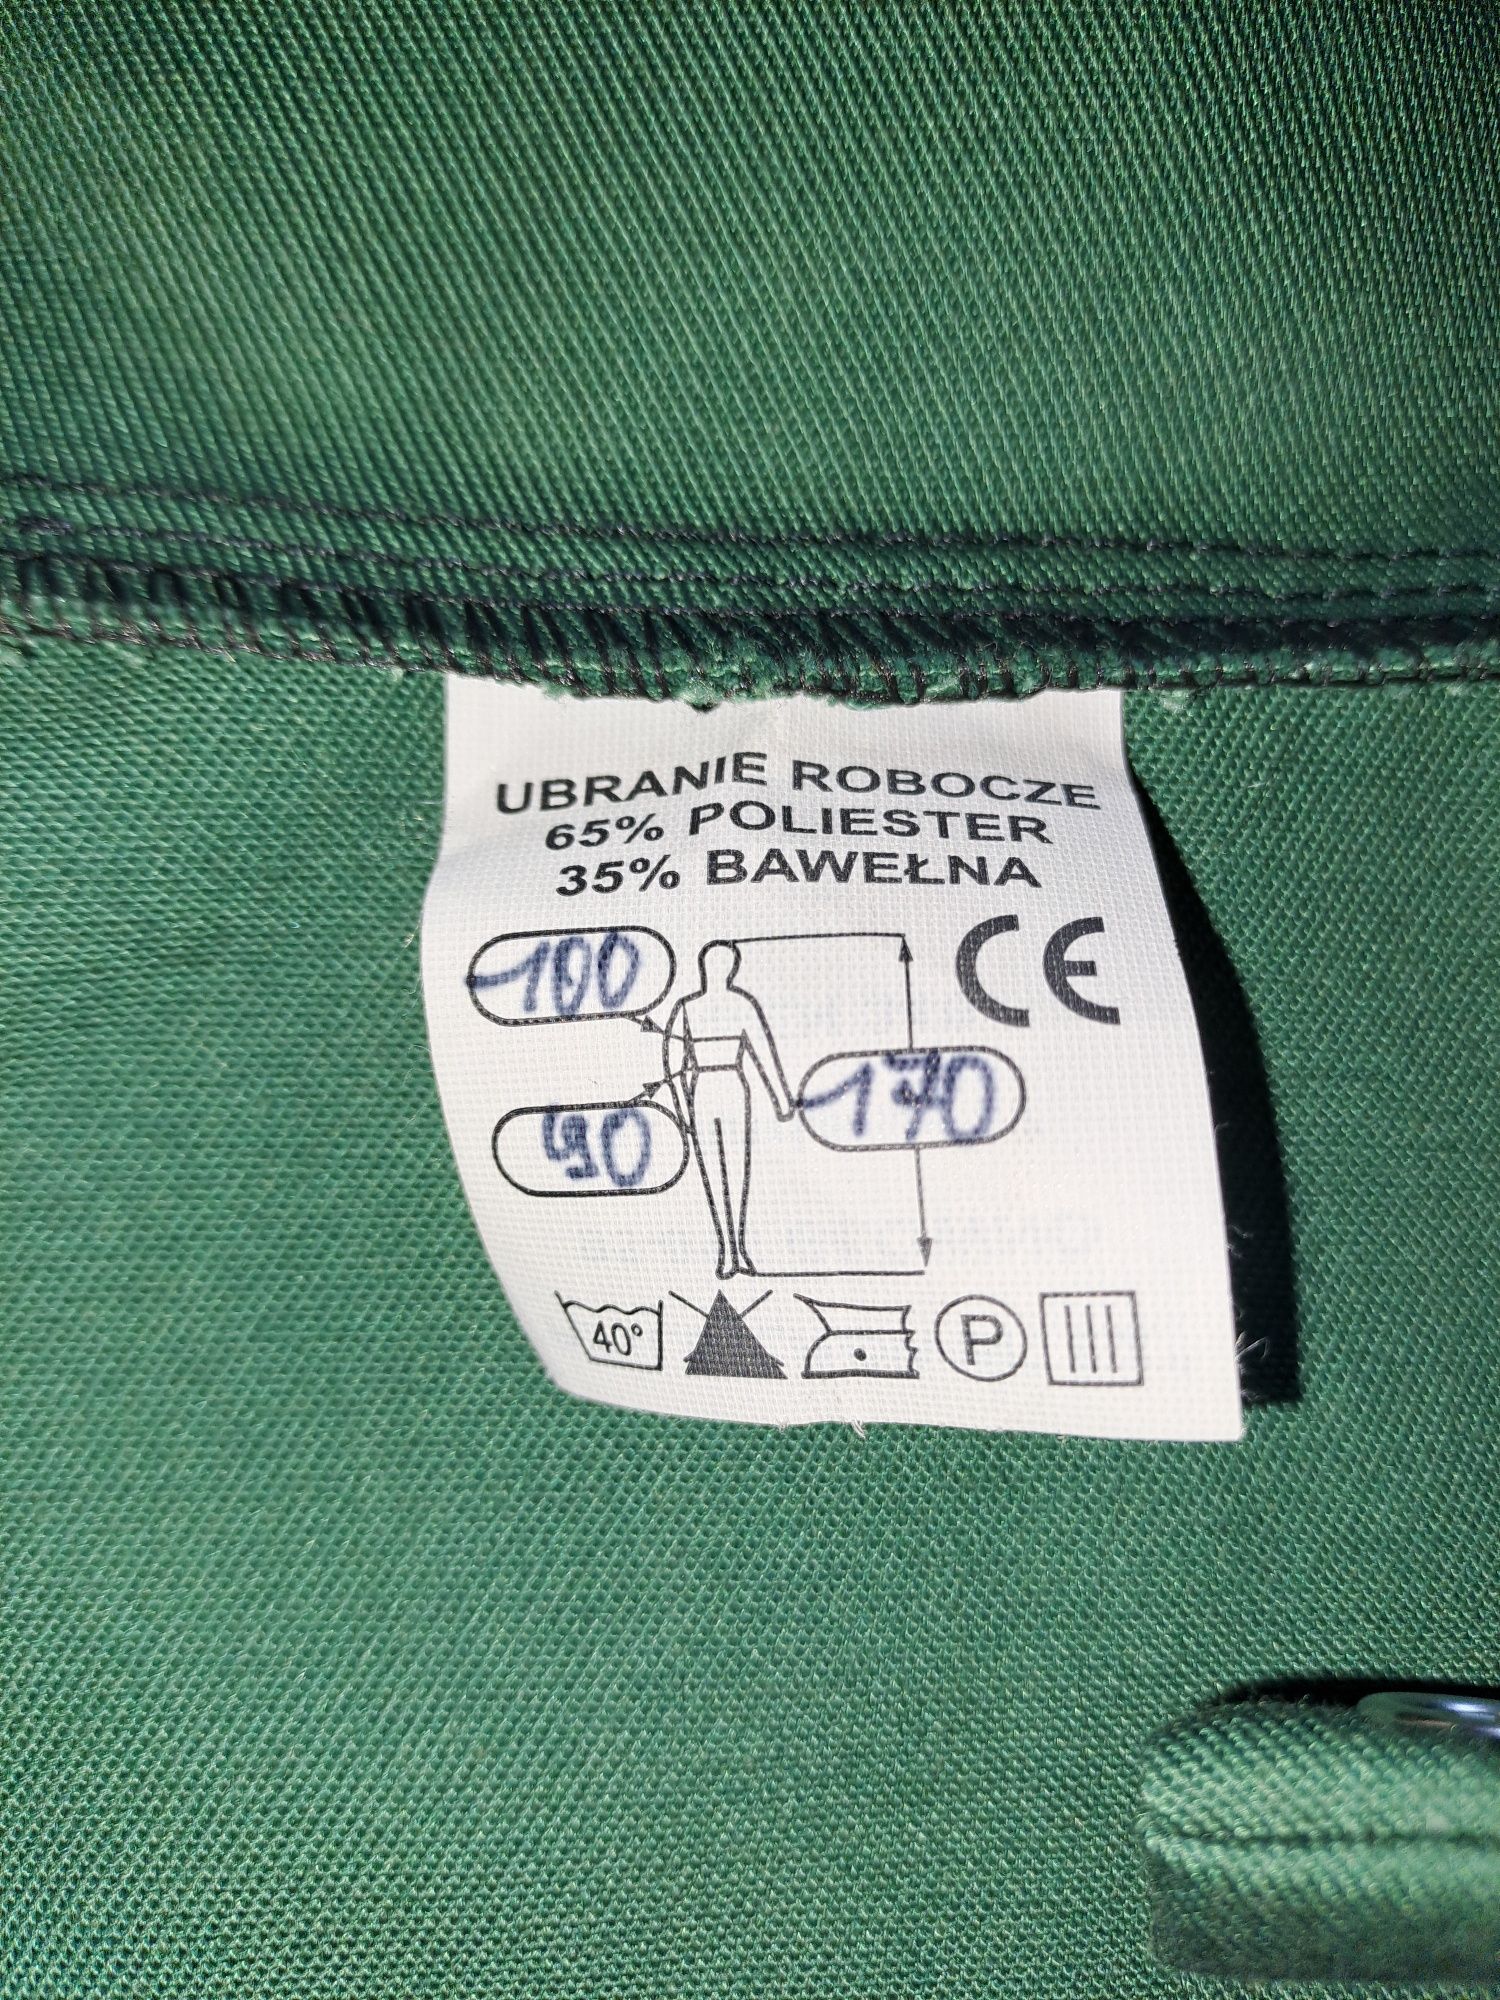 UBRANIE ROBOCZE
65% POLIESTER
35% BAWEŁNA
100
CE
170
90
40° P